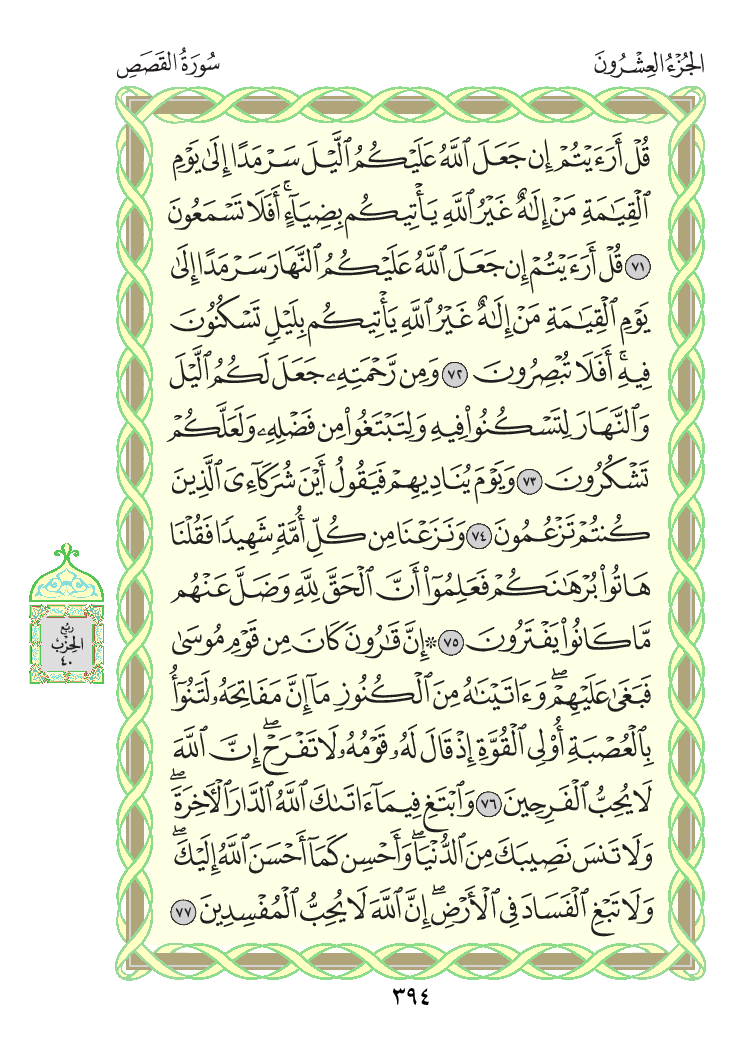 الجُزْءُ العِشْرُونَ
سُورَةُ القَصَصِ
قُلْ أَرَءَيْتُمْ إِن جَعَلَ ٱللَّهُ عَلَيْكُمُ ٱلَّيْلَ سَرْمَدًا إِلَىٰ يَوْمِ
ٱلْقِيَٰمَةِ مَنْ إِلَٰهٌ غَيْرُ ٱللَّهِ يَأْتِيكُم بِضِيَآءٍ ۚ أَفَلَا تَسْمَعُونَ
٧١ قُلْ أَرَءَيْتُمْ إِن جَعَلَ ٱللَّهُ عَلَيْكُمُ ٱلنَّهَارَ سَرْمَدًا إِلَىٰ
يَوْمِ ٱلْقِيَٰمَةِ مَنْ إِلَٰهٌ غَيْرُ ٱللَّهِ يَأْتِيكُم بِلَيْلٍ تَسْكُنُونَ
فِيهِ ۚ أَفَلَا تُبْصِرُونَ ٧٢ وَمِن رَّحْمَتِهِۦ جَعَلَ لَكُمُ ٱلَّيْلَ
وَٱلنَّهَارَ لِتَسْكُنُوا۟ فِيهِ وَلِتَبْتَغُوا۟ مِن فَضْلِهِۦ وَلَعَلَّكُمْ
تَشْكُرُونَ ٧٣ وَيَوْمَ يُنَادِيهِمْ فَيَقُولُ أَيْنَ شُرَكَآءِىَ ٱلَّذِينَ
كُنتُمْ تَزْعُمُونَ ٧٤ وَنَزَعْنَا مِن كُلِّ أُمَّةٍ شَهِيدًا فَقُلْنَا
هَاتُوا۟ بُرْهَٰنَكُمْ فَعَلِمُوٓا۟ أَنَّ ٱلْحَقَّ لِلَّهِ وَضَلَّ عَنْهُم
مَّا كَانُوا۟ يَفْتَرُونَ ٧٥ ۞ إِنَّ قَٰرُونَ كَانَ مِن قَوْمِ مُوسَىٰ
فَبَغَىٰ عَلَيْهِمْ ۖ وَءَاتَيْنَٰهُ مِنَ ٱلْكُنُوزِ مَآ إِنَّ مَفَاتِحَهُۥ لَتَنُوٓأُ
بِٱلْعُصْبَةِ أُو۟لِى ٱلْقُوَّةِ إِذْ قَالَ لَهُۥ قَوْمُهُۥ لَا تَفْرَحْ ۖ إِنَّ ٱللَّهَ
لَا يُحِبُّ ٱلْفَرِحِينَ ٧٦ وَٱبْتَغِ فِيمَآ ءَاتَىٰكَ ٱللَّهُ ٱلدَّارَ ٱلْءَاخِرَةَ ۖ
وَلَا تَنسَ نَصِيبَكَ مِنَ ٱلدُّنْيَا ۖ وَأَحْسِن كَمَآ أَحْسَنَ ٱللَّهُ إِلَيْكَ ۖ
وَلَا تَبْغِ ٱلْفَسَادَ فِى ٱلْأَرْضِ ۖ إِنَّ ٱللَّهَ لَا يُحِبُّ ٱلْمُفْسِدِينَ ٧٧
رُبْعُ
الحِزْبِ
٤٠
٣٩٤